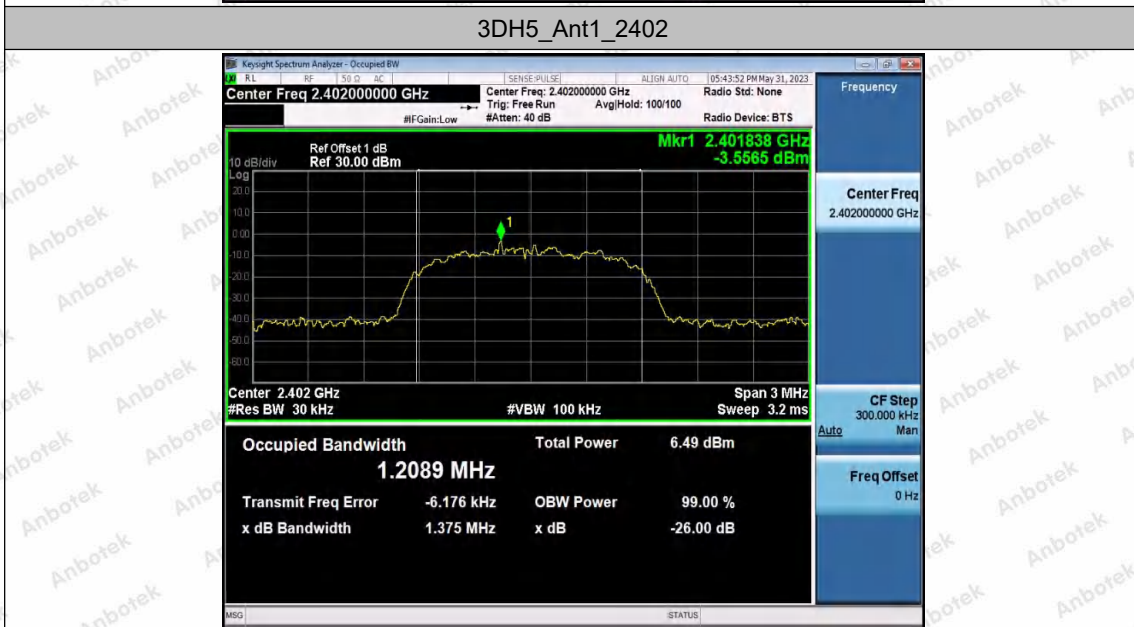 3DH5_Ant1_2402
Keysight Spectrum Analyzer - Occupied BW
RL RF 50 Ω AC SENSE:PULSE ALIGN AUTO 05:43:52 PM May 31, 2023
Center Freq 2.402000000 GHz
Center Freq: 2.402000000 GHz Radio Std: None
Trig: Free Run Avg|Hold: 100/100
#IFGain:Low #Atten: 40 dB Radio Device: BTS
Mkr1 2.401838 GHz
-3.5565 dBm
Ref Offset 1 dB
10 dB/div Ref 30.00 dBm
Log
20.0
10.0
0.00
-10.0
-20.0
-30.0
-40.0
-50.0
-60.0
1
Center 2.402 GHz Span 3 MHz
#Res BW 30 kHz #VBW 100 kHz Sweep 3.2 ms
Occupied Bandwidth Total Power 6.49 dBm
1.2089 MHz
Transmit Freq Error -6.176 kHz OBW Power 99.00 %
x dB Bandwidth 1.375 MHz x dB -26.00 dB
MSG STATUS
Frequency
Center Freq
2.402000000 GHz
CF Step
300.000 kHz
Auto Man
Freq Offset
0 Hz
Anbotek